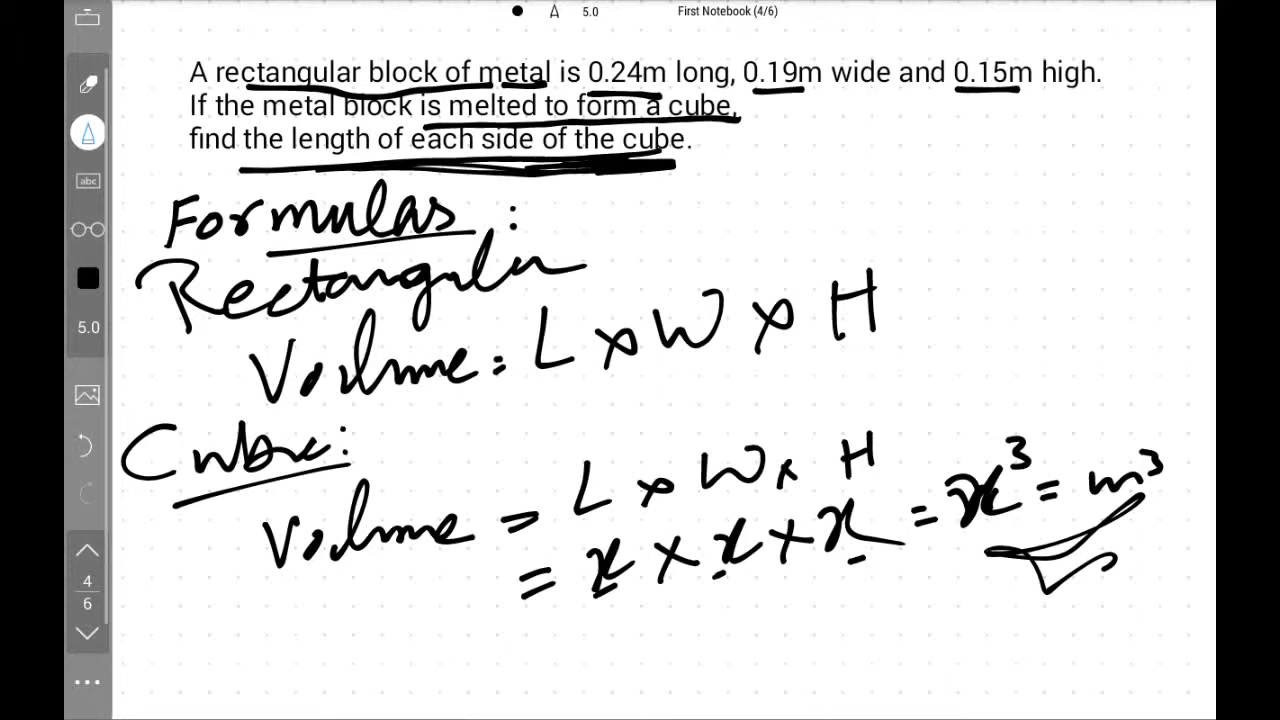 5.0 First Notebook (4/6)
A rectangular block of metal is 0.24m long, 0.19m wide and 0.15m high.
If the metal block is melted to form a cube,
find the length of each side of the cube.
abc
5.0
4
6
Formulas :
Rectangular
Volume = L x W x H
Cube :
Volume = L x W x H
= x × x × x = x³ = m³